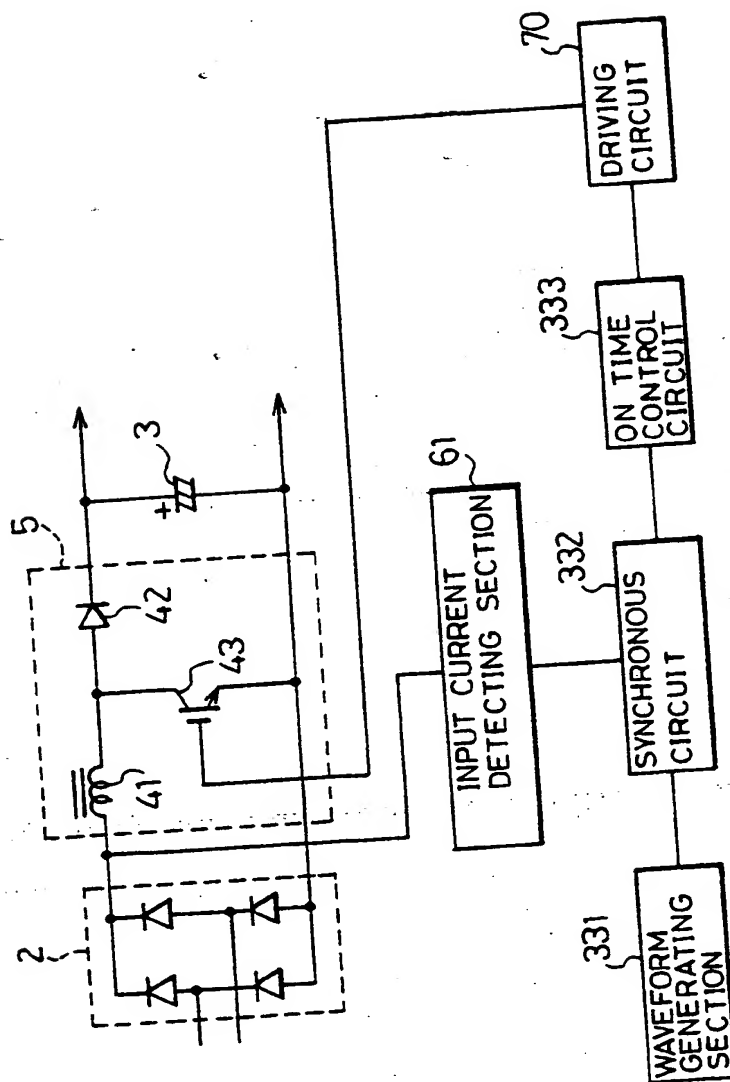 2
5
41
42
43
+
3
INPUT CURRENT
DETECTING SECTION
61
331
WAVEFORM
GENERATING
SECTION
332
SYNCHRONOUS
CIRCUIT
333
ON TIME
CONTROL
CIRCUIT
70
DRIVING
CIRCUIT